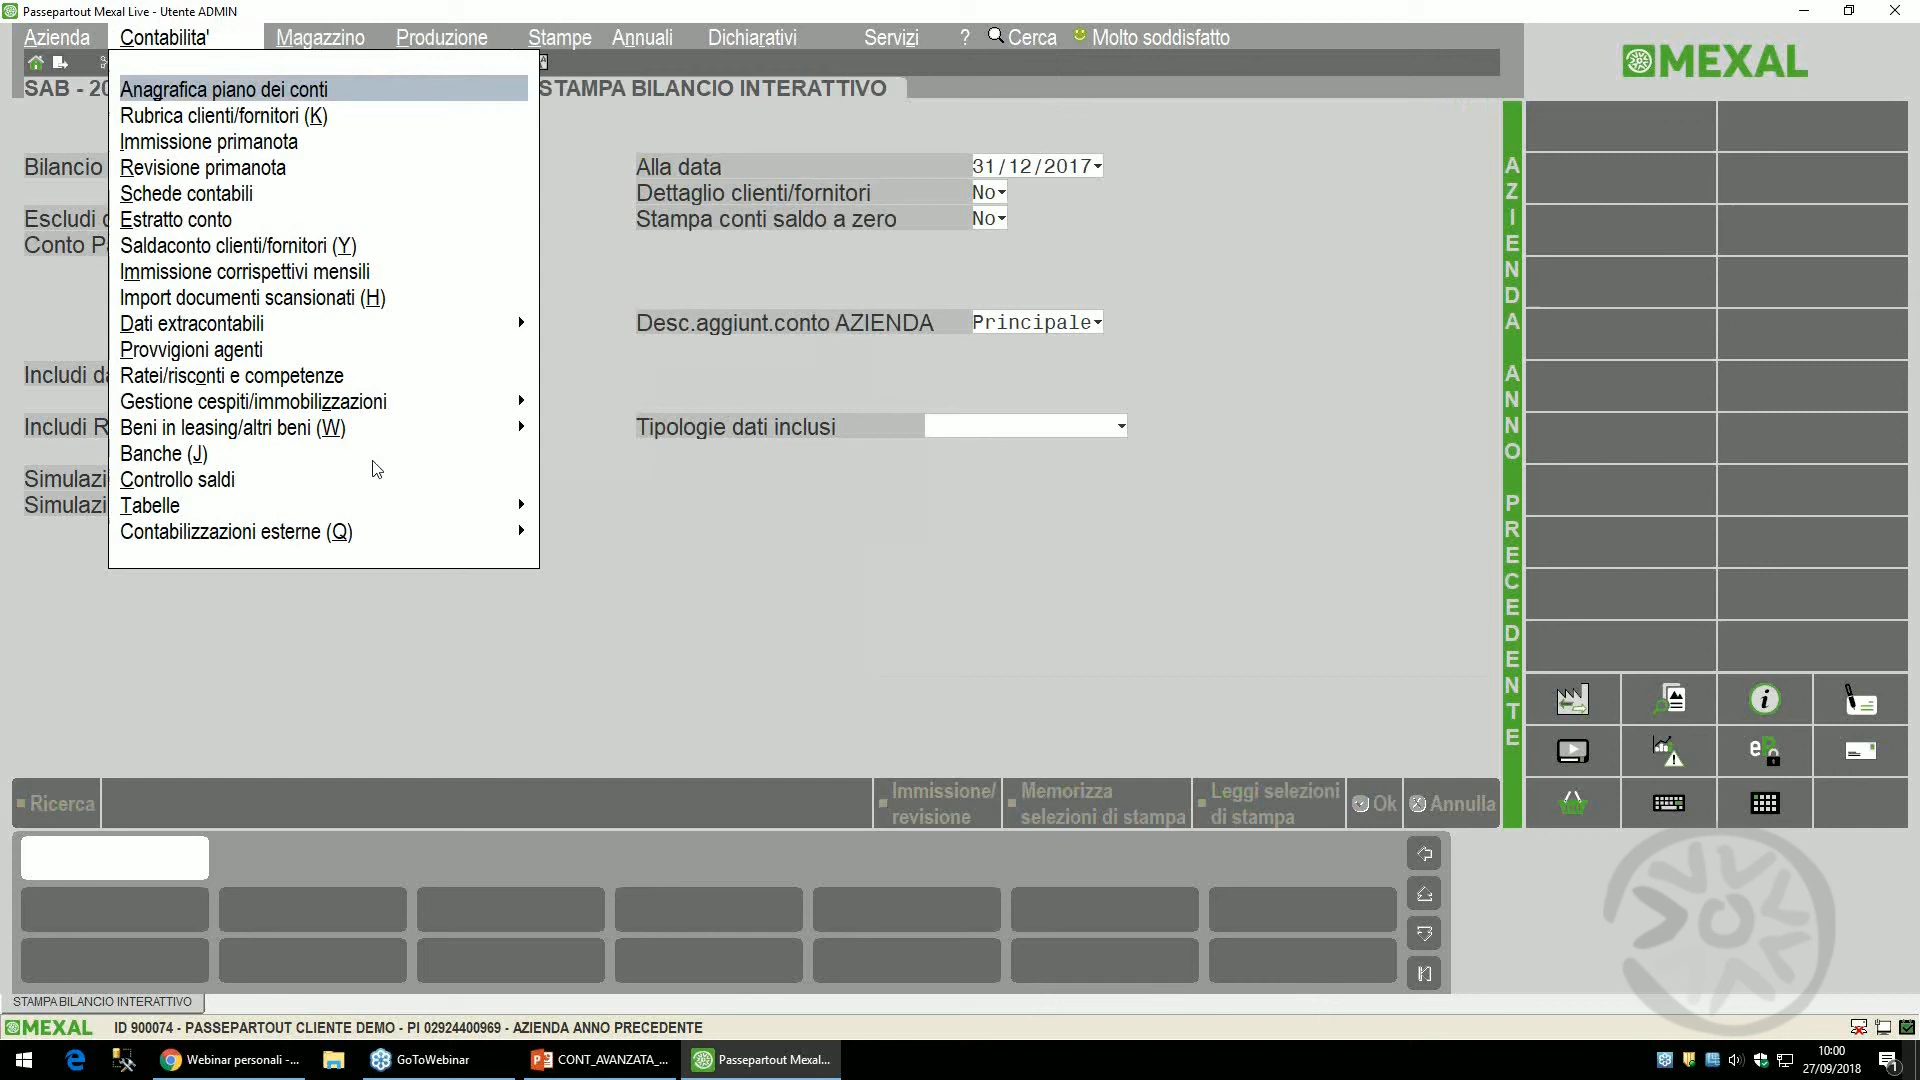 Passepartout Mexal Live - Utente ADMIN
Azienda Contabilita' Magazzino Produzione Stampe Annuali Dichiarativi Servizi ? Cerca Molto soddisfatto
MEXAL
SAB - 20 STAMPA BILANCIO INTERATTIVO
Anagrafica piano dei conti
Rubrica clienti/fornitori (K)
Immissione primanota
Revisione primanota
Schede contabili
Estratto conto
Saldaconto clienti/fornitori (Y)
Immissione corrispettivi mensili
Import documenti scansionati (H)
Dati extracontabili
Provvigioni agenti
Ratei/risconti e competenze
Gestione cespiti/immobilizzazioni
Beni in leasing/altri beni (W)
Banche (J)
Controllo saldi
Tabelle
Contabilizzazioni esterne (Q)
Bilancio
Escludi
Conto
Includi
Includi
Simulazi
Simulazi
Alla data 31/12/2017
Dettaglio clienti/fornitori No
Stampa conti saldo a zero No
Desc.aggiunt.conto AZIENDA Principale
Tipologie dati inclusi
AZIENDA ANNO PRECEDENTE
Ricerca
Immissione/
revisione
Memorizza
selezioni di stampa
Leggi selezioni
di stampa
Ok
Annulla
STAMPA BILANCIO INTERATTIVO
MEXAL ID 900074 - PASSEPARTOUT CLIENTE DEMO - PI 02924400969 - AZIENDA ANNO PRECEDENTE
Webinar personali -...
GoToWebinar
CONT_AVANZATA_...
Passepartout Mexal...
10:00
27/09/2018
1